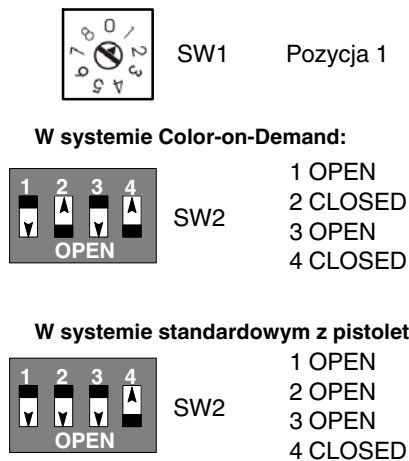 0 1 2 3 4 5 6 7 8
SW1 Pozycja 1
W systemie Color-on-Demand:
1 2 3 4
OPEN
SW2
1 OPEN
2 CLOSED
3 OPEN
4 CLOSED
W systemie standardowym z pistolet
1 2 3 4
OPEN
SW2
1 OPEN
2 OPEN
3 OPEN
4 CLOSED